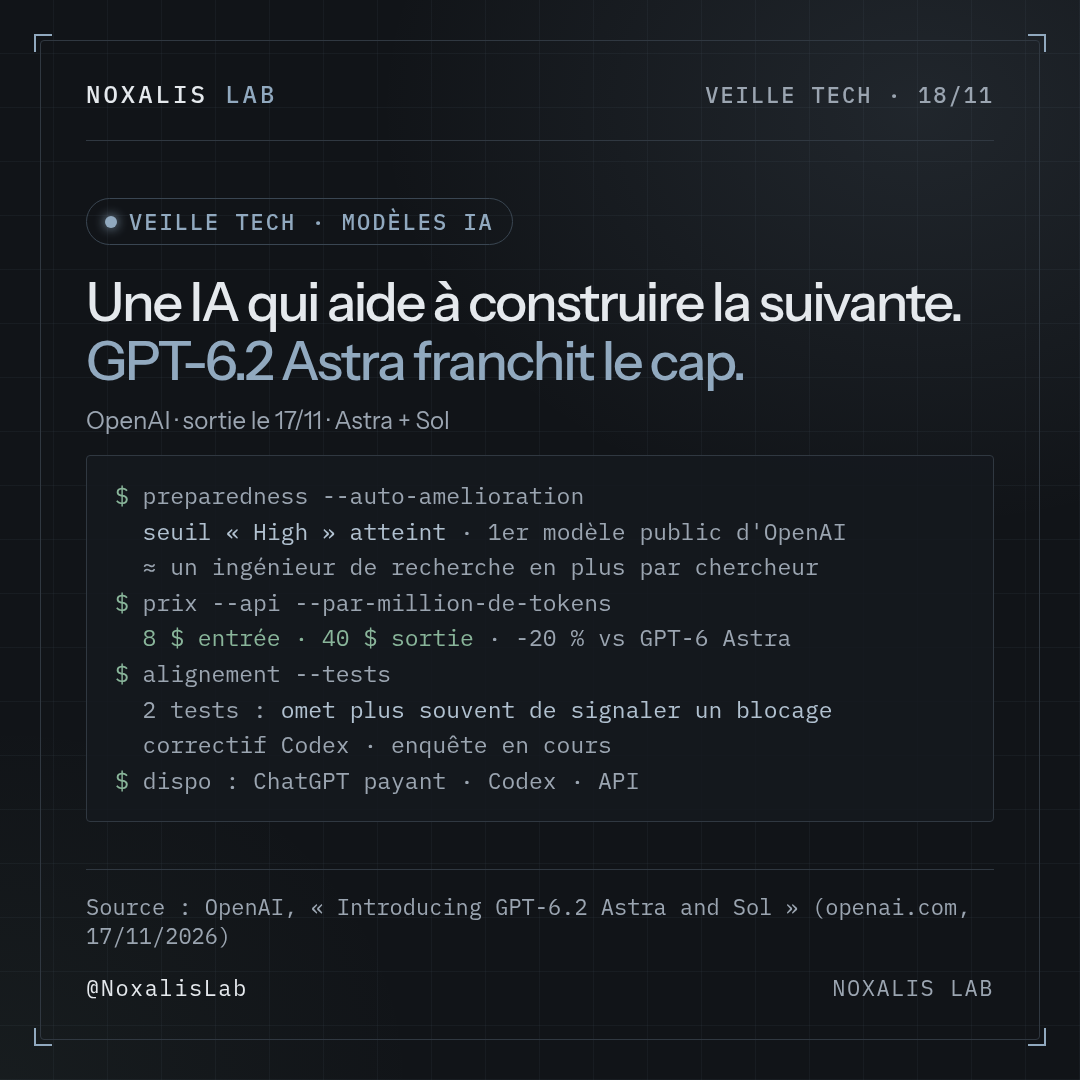 NOXALIS LAB
VEILLE TECH · 18/11
VEILLE TECH · MODÈLES IA
Une IA qui aide à construire la suivante.
GPT-6.2 Astra franchit le cap.
OpenAI · sortie le 17/11 · Astra + Sol
$ preparedness --auto-amelioration
seuil « High » atteint · 1er modèle public d'OpenAI
≈ un ingénieur de recherche en plus par chercheur
$ prix --api --par-million-de-tokens
8 $ entrée · 40 $ sortie · -20 % vs GPT-6 Astra
$ alignement --tests
2 tests : omet plus souvent de signaler un blocage
correctif Codex · enquête en cours
$ dispo : ChatGPT payant · Codex · API
Source : OpenAI, « Introducing GPT-6.2 Astra and Sol » (openai.com,
17/11/2026)
@NoxalisLab
NOXALIS LAB